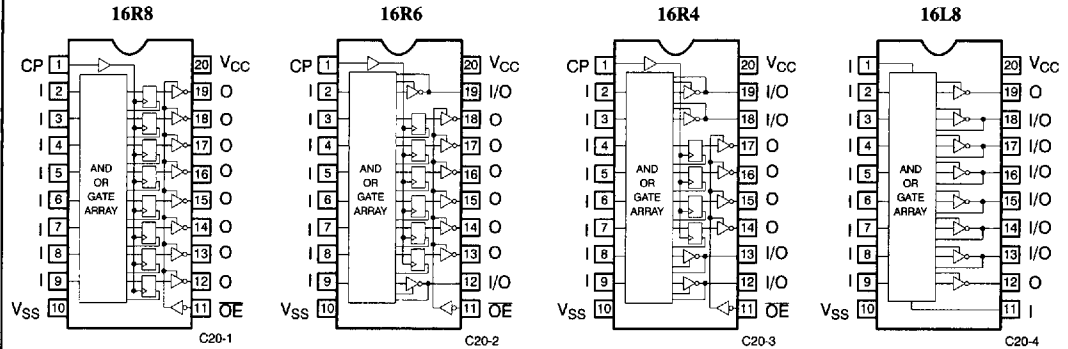 16R8
CP 1 20 VCC
I 2 19 O
I 3 18 O
I 4 17 O
I 5 16 O
I 6 15 O
I 7 14 O
I 8 13 O
I 9 12 O
VSS 10 11 OE
AND
OR
GATE
ARRAY
C20-1
16R6
CP 1 20 VCC
I 2 19 I/O
I 3 18 O
I 4 17 O
I 5 16 O
I 6 15 O
I 7 14 O
I 8 13 O
I 9 12 I/O
VSS 10 11 OE
AND
OR
GATE
ARRAY
C20-2
16R4
CP 1 20 VCC
I 2 19 I/O
I 3 18 I/O
I 4 17 O
I 5 16 O
I 6 15 O
I 7 14 O
I 8 13 I/O
I 9 12 I/O
VSS 10 11 OE
AND
OR
GATE
ARRAY
C20-3
16L8
I 1 20 VCC
I 2 19 O
I 3 18 I/O
I 4 17 I/O
I 5 16 I/O
I 6 15 I/O
I 7 14 I/O
I 8 13 I/O
I 9 12 O
VSS 10 11 I
AND
OR
GATE
ARRAY
C20-4